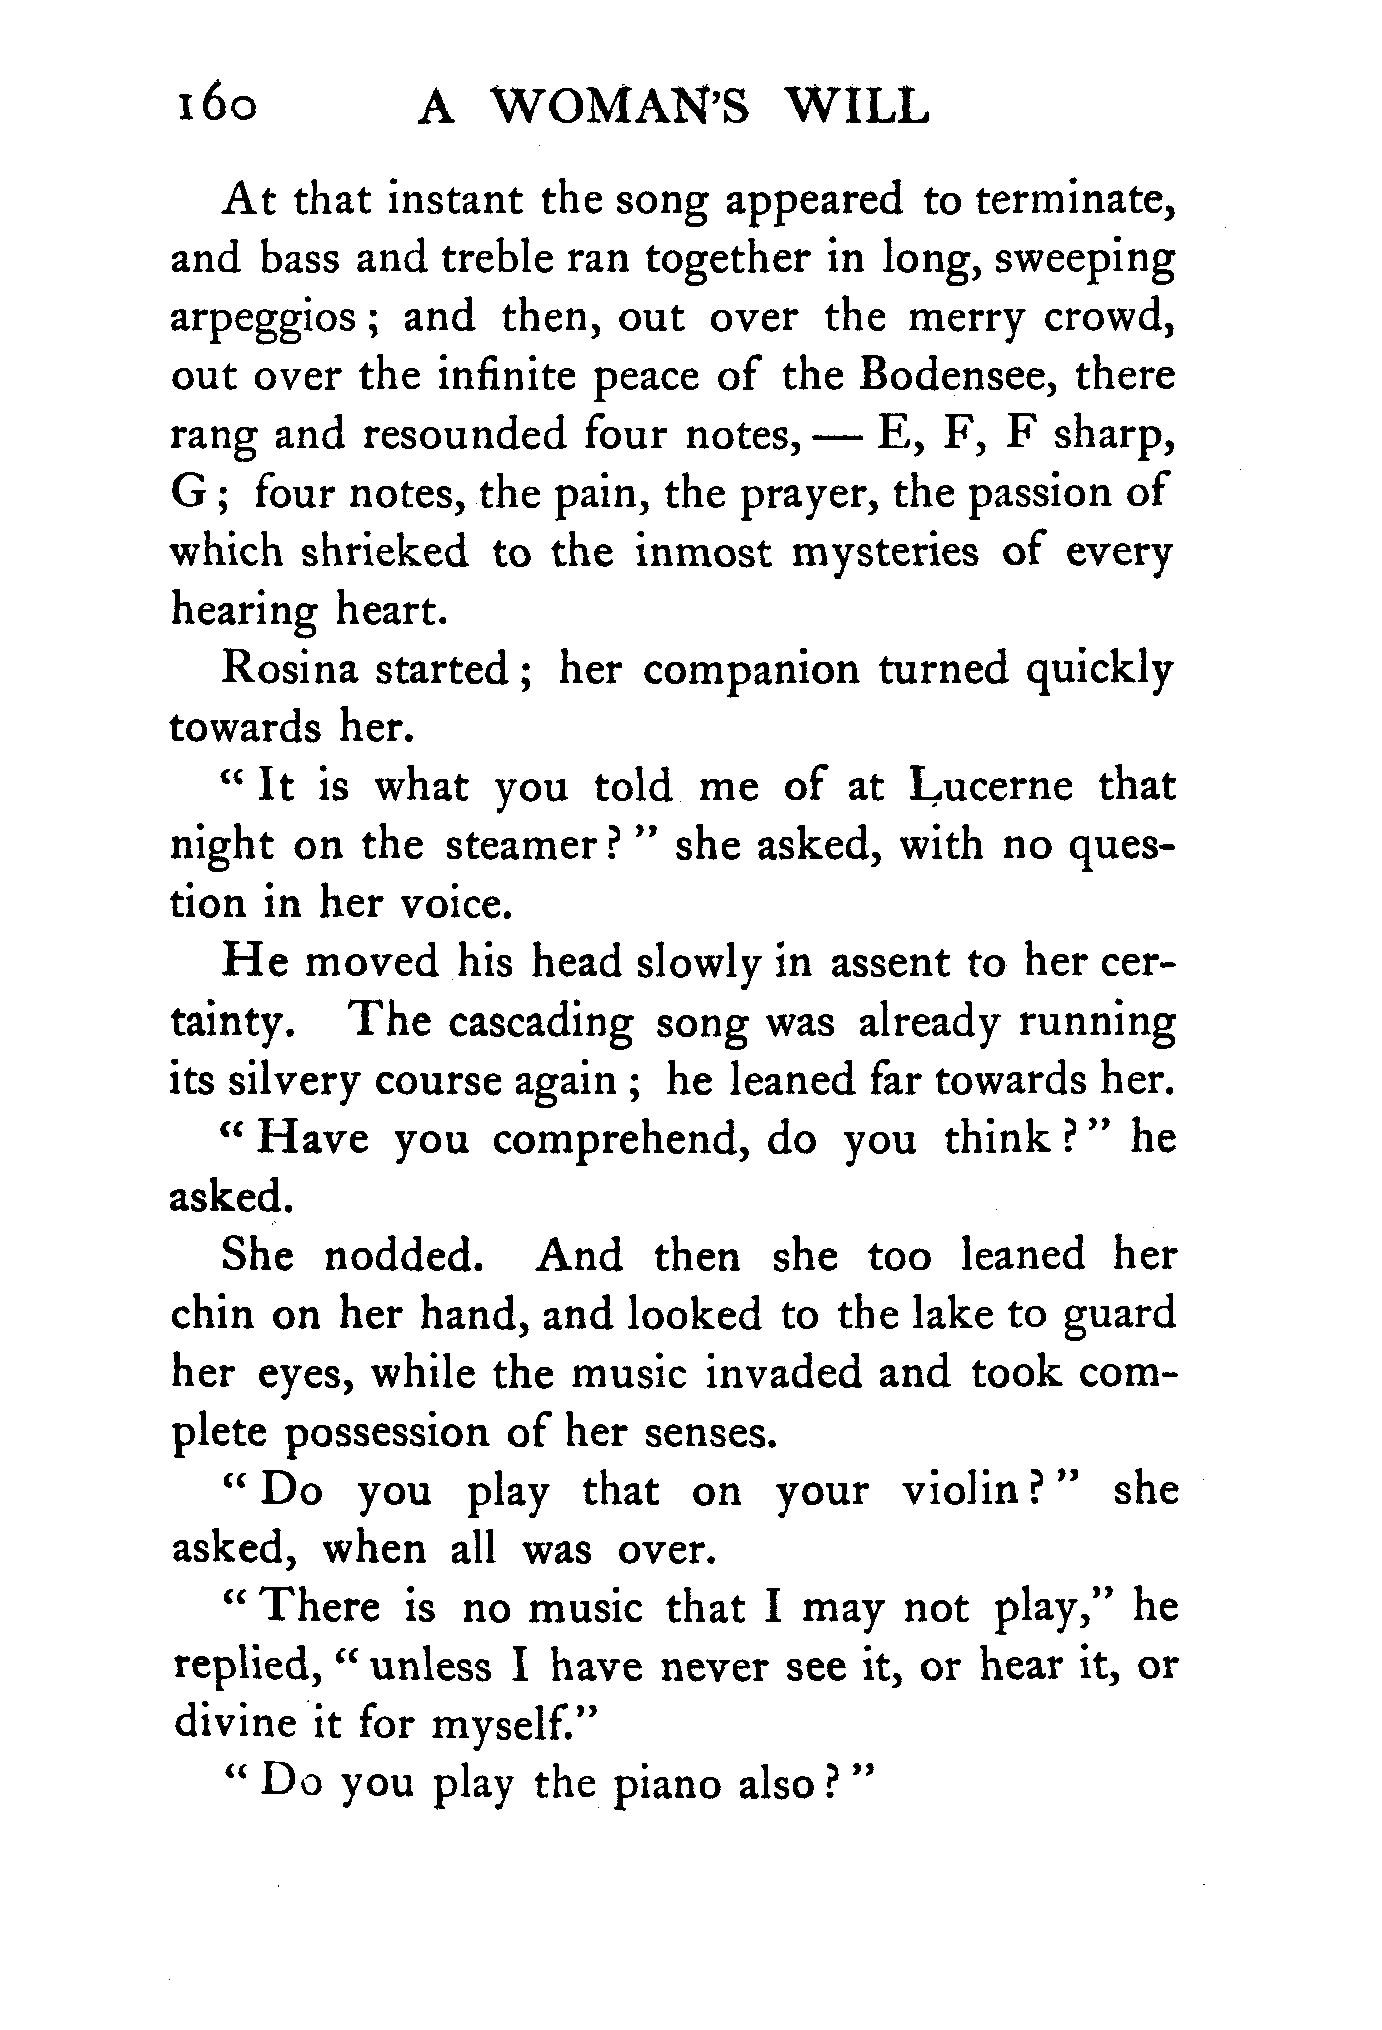 160 A WOMAN'S WILL
At that instant the song appeared to terminate,
and bass and treble ran together in long, sweeping
arpeggios; and then, out over the merry crowd,
out over the infinite peace of the Bodensee, there
rang and resounded four notes, — E, F, F sharp,
G; four notes, the pain, the prayer, the passion of
which shrieked to the inmost mysteries of every
hearing heart.
Rosina started; her companion turned quickly
towards her.
"It is what you told me of at Lucerne that
night on the steamer?" she asked, with no ques-
tion in her voice.
He moved his head slowly in assent to her cer-
tainty. The cascading song was already running
its silvery course again; he leaned far towards her.
"Have you comprehend, do you think?" he
asked.
She nodded. And then she too leaned her
chin on her hand, and looked to the lake to guard
her eyes, while the music invaded and took com-
plete possession of her senses.
"Do you play that on your violin?" she
asked, when all was over.
"There is no music that I may not play," he
replied, "unless I have never see it, or hear it, or
divine it for myself."
"Do you play the piano also?"